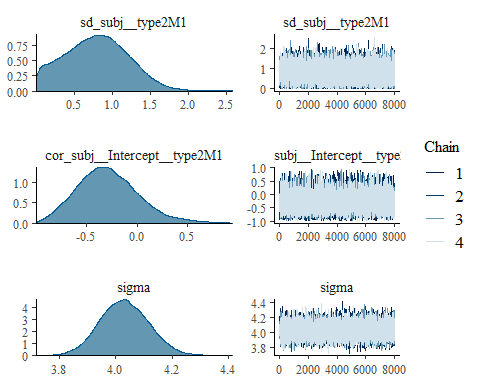 sd_subj__type2M1
0.75
0.50
0.25
0.00
0.5 1.0 1.5 2.0 2.5
sd_subj__type2M1
2
1
0
0 2000 4000 6000 8000
cor_subj__Intercept__type2M1
1.0
0.5
0.0
-0.5 0.0 0.5
subj__Intercept__type
1.0
0.5
0.0
-0.5
-1.0
0 2000 4000 6000 8000
sigma
4
3
2
1
0
3.8 4.0 4.2 4.4
sigma
4.4
4.2
4.0
3.8
0 2000 4000 6000 8000
Chain
1
2
3
4